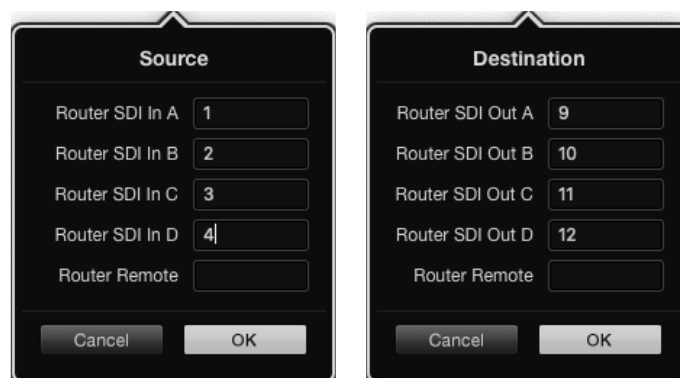 Source
Router SDI In A 1
Router SDI In B 2
Router SDI In C 3
Router SDI In D 4
Router Remote
Cancel OK
Destination
Router SDI Out A 9
Router SDI Out B 10
Router SDI Out C 11
Router SDI Out D 12
Router Remote
Cancel OK